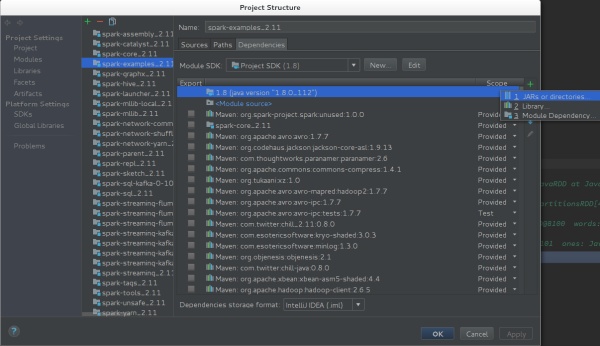 Project Structure
Project Settings
Project
Modules
Libraries
Facets
Artifacts
Platform Settings
SDKs
Global Libraries
Problems
spark-assembly_2.11
spark-catalyst_2.11
spark-core_2.11
spark-examples_2.11
spark-graphx_2.11
spark-hive_2.11
spark-launcher_2.11
spark-mllib-local_2.1
spark-mllib_2.11
spark-network-comm
spark-network-shuffl
spark-network-yarn_
spark-parent_2.11
spark-repl_2.11
spark-sketch_2.11
spark-sql-kafka-0-10
spark-sql_2.11
spark-streaming-flum
spark-streaming-flum
spark-streaming-flum
spark-streaming-kafka
spark-streaming-kafka
spark-streaming-kafka
spark-streaming_2.11
spark-tags_2.11
spark-tools_2.11
spark-unsafe_2.11
spark-yarn_2.11
Name: spark-examples_2.11
Sources Paths Dependencies
Module SDK: Project SDK (1.8) New... Edit
Export Scope
1.8 (java version "1.8.0_112")
<Module source>
Maven: org.spark-project.spark:unused:1.0.0 Provided
spark-core_2.11 Provided
Maven: org.apache.avro:avro:1.7.7 Provided
Maven: org.codehaus.jackson:jackson-core-asl:1.9.13 Provided
Maven: com.thoughtworks.paranamer:paranamer:2.6 Provided
Maven: org.apache.commons:commons-compress:1.4.1 Provided
Maven: org.tukaani:xz:1.0 Provided
Maven: org.apache.avro:avro-mapred:hadoop2:1.7.7 Provided
Maven: org.apache.avro:avro-ipc:1.7.7 Provided
Maven: org.apache.avro:avro-ipc:tests:1.7.7 Test
Maven: com.twitter:chill_2.11:0.8.0 Provided
Maven: com.esotericsoftware:kryo-shaded:3.0.3 Provided
Maven: com.esotericsoftware:minlog:1.3.0 Provided
Maven: org.objenesis:objenesis:2.1 Provided
Maven: com.twitter:chill-java:0.8.0 Provided
Maven: org.apache.xbean:xbean-asm5-shaded:4.4 Provided
Maven: org.apache.hadoop:hadoop-client:2.6.5 Provided
1 JARs or directories...
2 Library...
3 Module Dependency...
Dependencies storage format: IntelliJ IDEA (.iml)
OK Cancel Apply
words:
ones: